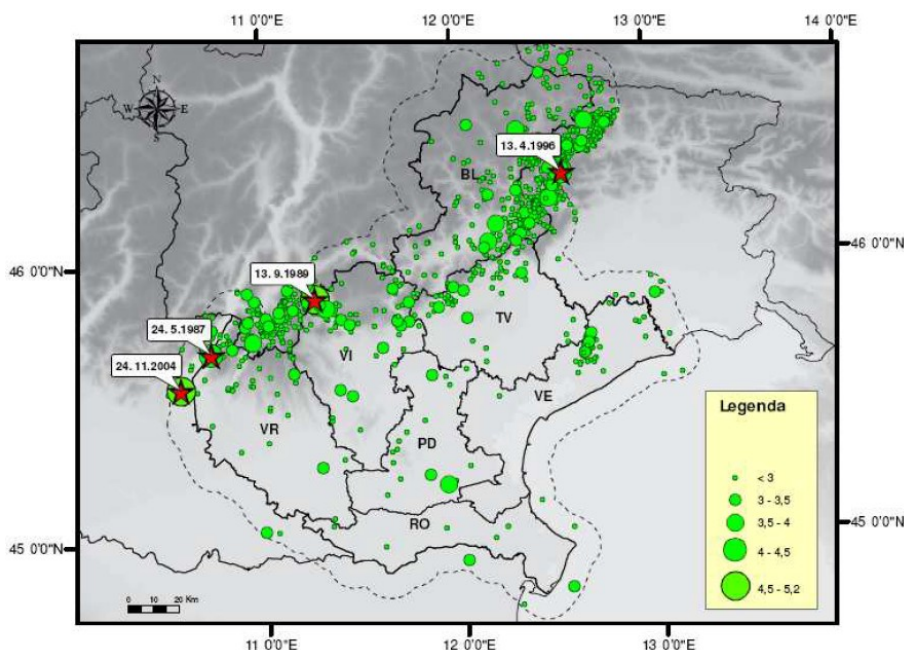 11 0'0"E 12 0'0"E 13 0'0"E 14 0'0"E
N
W E
S
13. 4.1996
BL
46 0'0"N
46 0'0"N
13. 9.1989
24. 5.1987
TV
VI
24. 11.2004
VE
Legenda
VR
PD
< 3
3 - 3,5
RO
3,5 - 4
45 0'0"N
4 - 4,5
45 0'0"N
4,5 - 5,2
0 5 10 20 Km
11 0'0"E 12 0'0"E 13 0'0"E